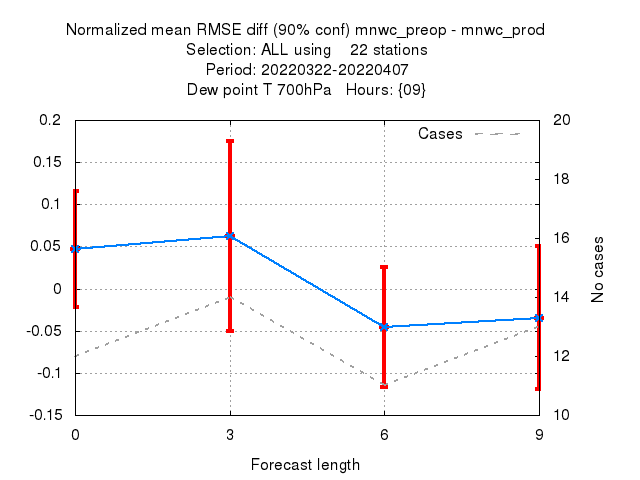 Normalized mean RMSE diff (90% conf) mnwc_preop - mnwc_prod
Selection: ALL using    22 stations
Period: 20220322-20220407
Dew point T 700hPa   Hours: {09}
Cases
0.2
0.15
0.1
0.05
0
-0.05
-0.1
-0.15
20
18
16
14
12
10
No cases
0
3
6
9
Forecast length